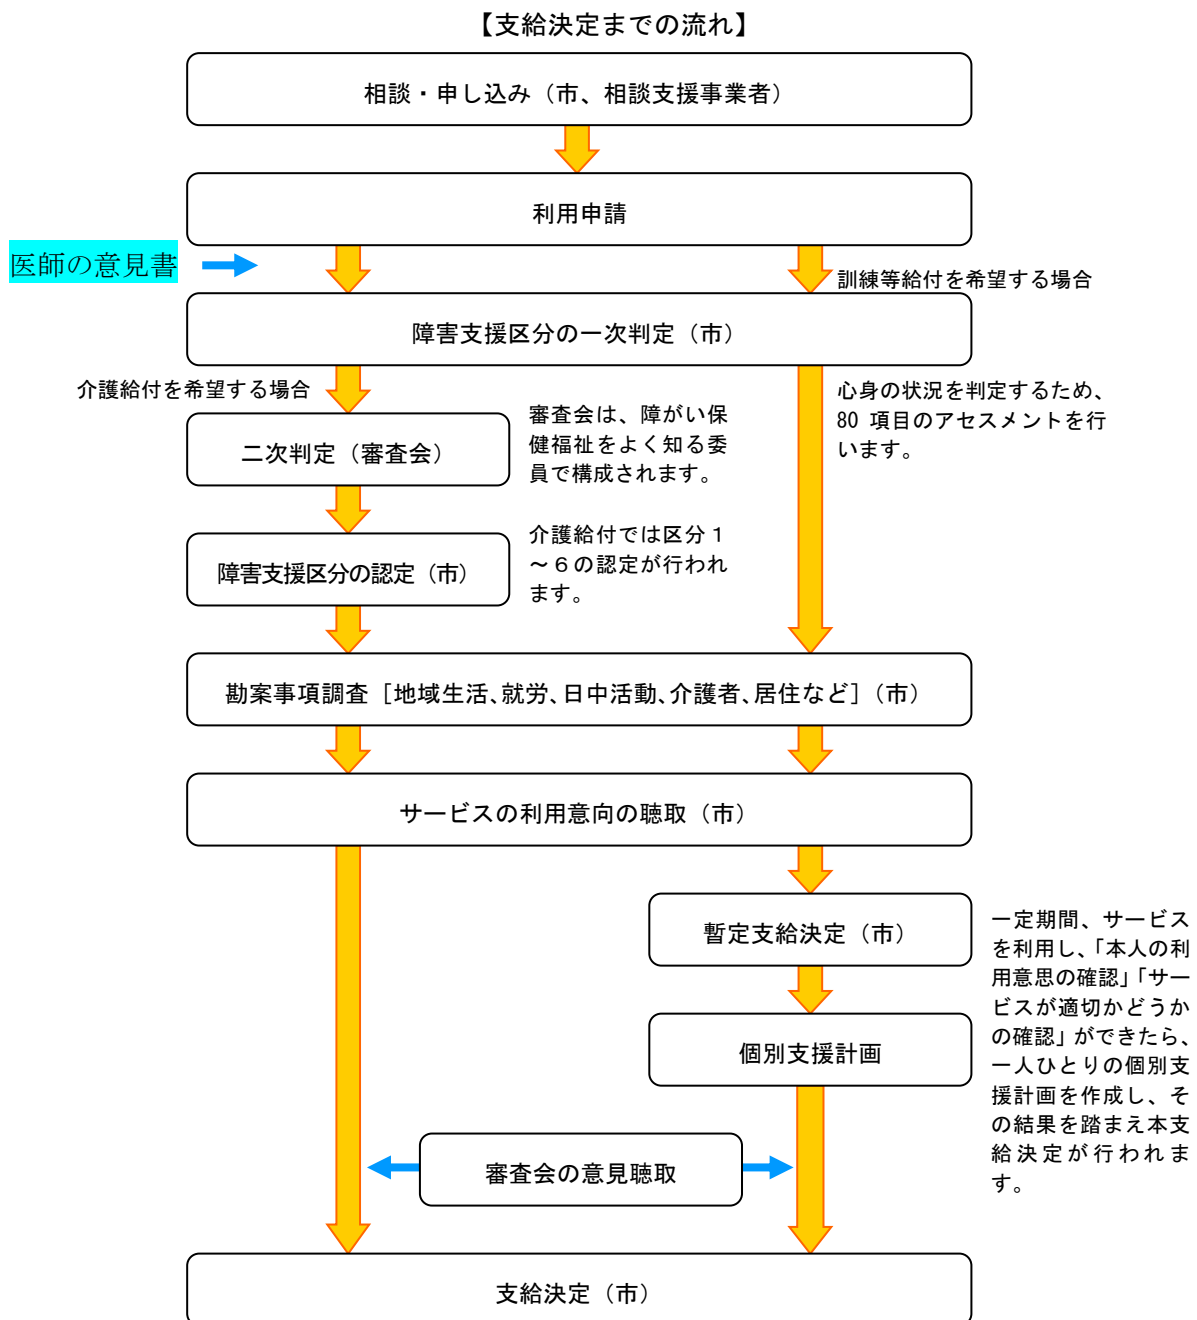 【支給決定までの流れ】
相談・申し込み（市、相談支援事業者）
利用申請
医師の意見書
訓練等給付を希望する場合
障害支援区分の一次判定（市）
介護給付を希望する場合
心身の状況を判定するため、
80 項目のアセスメントを行
います。
二次判定（審査会）
審査会は、障がい保
健福祉をよく知る委
員で構成されます。
障害支援区分の認定（市）
介護給付では区分１
～６の認定が行われ
ます。
勘案事項調査［地域生活、就労、日中活動、介護者、居住など］（市）
サービスの利用意向の聴取（市）
暫定支給決定（市）
個別支援計画
一定期間、サービス
を利用し、「本人の利
用意思の確認」「サー
ビスが適切かどうか
の確認」ができたら、
一人ひとりの個別支
援計画を作成し、そ
の結果を踏まえ本支
給決定が行われま
す。
審査会の意見聴取
支給決定（市）